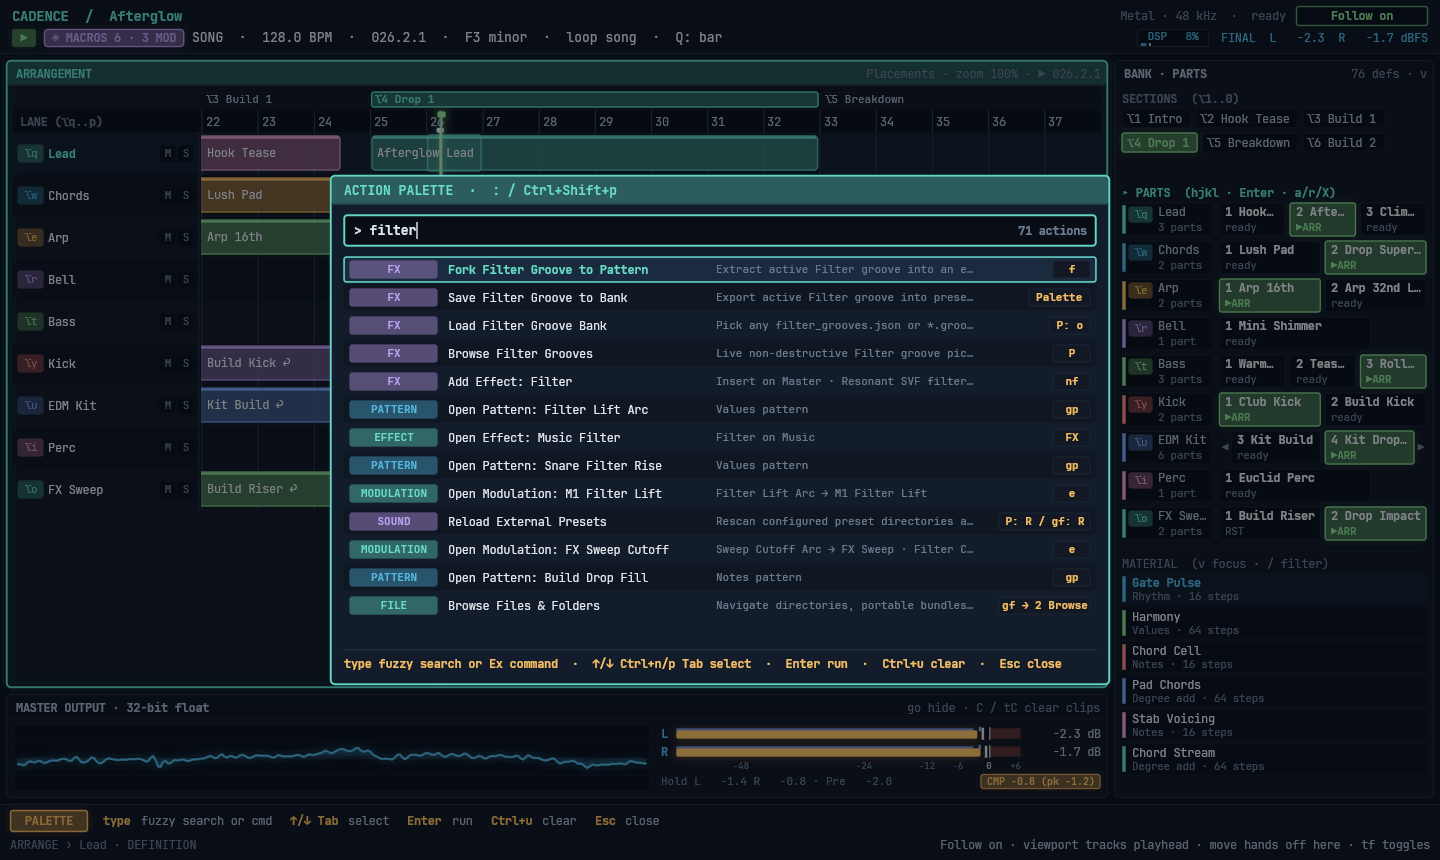 CADENCE / Afterglow
Metal · 48 kHz · ready Follow on
▶ ◈ MACROS 6 · 3 MOD SONG · 128.0 BPM · 026.2.1 · F3 minor · loop song · Q: bar
DSP 8% FINAL L -2.3 R -1.7 dBFS
ARRANGEMENT Placements · zoom 100% · ▶ 026.2.1
\3 Build 1 \4 Drop 1 \5 Breakdown
LANE (\q..p) 22 23 24 25 26 27 28 29 30 31 32 33 34 35 36 37
\q Lead M S Hook Tease Afterglow Lead
\w Chords M S Lush Pad
\e Arp M S Arp 16th
\r Bell M S
\t Bass M S
\y Kick M S Build Kick
\u EDM Kit M S Kit Build
\i Perc M S
\o FX Sweep M S Build Riser
ACTION PALETTE · : / Ctrl+Shift+p
> filter 71 actions
FX Fork Filter Groove to Pattern Extract active Filter groove into an e… f
FX Save Filter Groove to Bank Export active Filter groove into prese… Palette
FX Load Filter Groove Bank Pick any filter_grooves.json or *.groo… P: o
FX Browse Filter Grooves Live non-destructive Filter groove pic… P
FX Add Effect: Filter Insert on Master · Resonant SVF filter… nf
PATTERN Open Pattern: Filter Lift Arc Values pattern gp
EFFECT Open Effect: Music Filter Filter on Music FX
PATTERN Open Pattern: Snare Filter Rise Values pattern gp
MODULATION Open Modulation: M1 Filter Lift Filter Lift Arc → M1 Filter Lift e
SOUND Reload External Presets Rescan configured preset directories a… P: R / gf: R
MODULATION Open Modulation: FX Sweep Cutoff Sweep Cutoff Arc → FX Sweep · Filter C… e
PATTERN Open Pattern: Build Drop Fill Notes pattern gp
FILE Browse Files & Folders Navigate directories, portable bundles… gf → 2 Browse
type fuzzy search or Ex command · ↑/↓ Ctrl+n/p Tab select · Enter run · Ctrl+u clear · Esc close
BANK · PARTS 76 defs · v
SECTIONS (\1..0)
\1 Intro \2 Hook Tease \3 Build 1
\4 Drop 1 \5 Breakdown \6 Build 2
▸ PARTS (hjkl · Enter · a/r/X)
\q Lead 1 Hook… 2 Afte… 3 Clim…
3 parts ready ▶ARR ready
\w Chords 1 Lush Pad 2 Drop Super…
2 parts ready ▶ARR
\e Arp 1 Arp 16th 2 Arp 32nd L…
2 parts ▶ARR ready
\r Bell 1 Mini Shimmer
1 part ready
\t Bass 1 Warm… 2 Teas… 3 Roll…
3 parts ready ready ▶ARR
\y Kick 1 Club Kick 2 Build Kick
2 parts ▶ARR ready
\u EDM Kit ◀ 3 Kit Build 4 Kit Drop… ▶
6 parts ready ▶ARR
\i Perc 1 Euclid Perc
1 part ready
\o FX Swe… 1 Build Riser 2 Drop Impact
2 parts RST ▶ARR
MATERIAL (v focus · / filter)
Gate Pulse
Rhythm · 16 steps
Harmony
Values · 64 steps
Chord Cell
Notes · 16 steps
Pad Chords
Degree add · 64 steps
Stab Voicing
Notes · 16 steps
Chord Stream
Degree add · 64 steps
MASTER OUTPUT · 32-bit float go hide · C / tC clear clips
L -2.3 dB
R -1.7 dB
-48 -24 -12 -6 0 +6
Hold L -1.4 R -0.8 · Pre -2.0 CMP -0.8 (pk -1.2)
PALETTE type fuzzy search or cmd ↑/↓ Tab select Enter run Ctrl+u clear Esc close
ARRANGE › Lead · DEFINITION Follow on · viewport tracks playhead · move hands off here · tf toggles